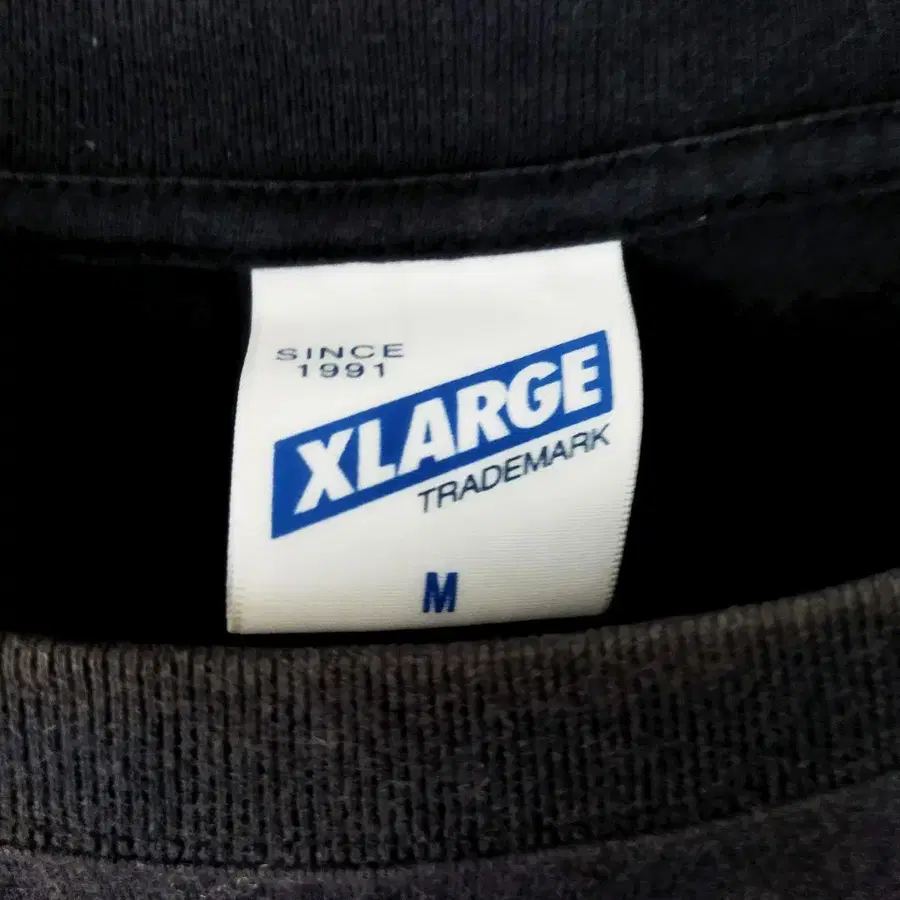 SINCE
1991
XLARGE
TRADEMARK
M